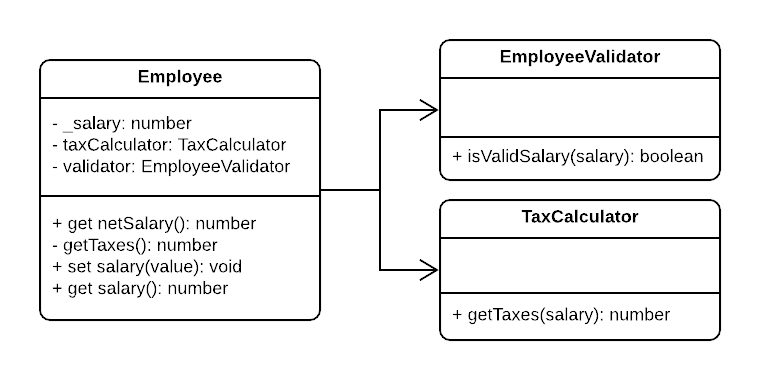 Employee
- _salary: number
- taxCalculator: TaxCalculator
- validator: EmployeeValidator
+ get netSalary(): number
- getTaxes(): number
+ set salary(value): void
+ get salary(): number
EmployeeValidator
+ isValidSalary(salary): boolean
TaxCalculator
+ getTaxes(salary): number